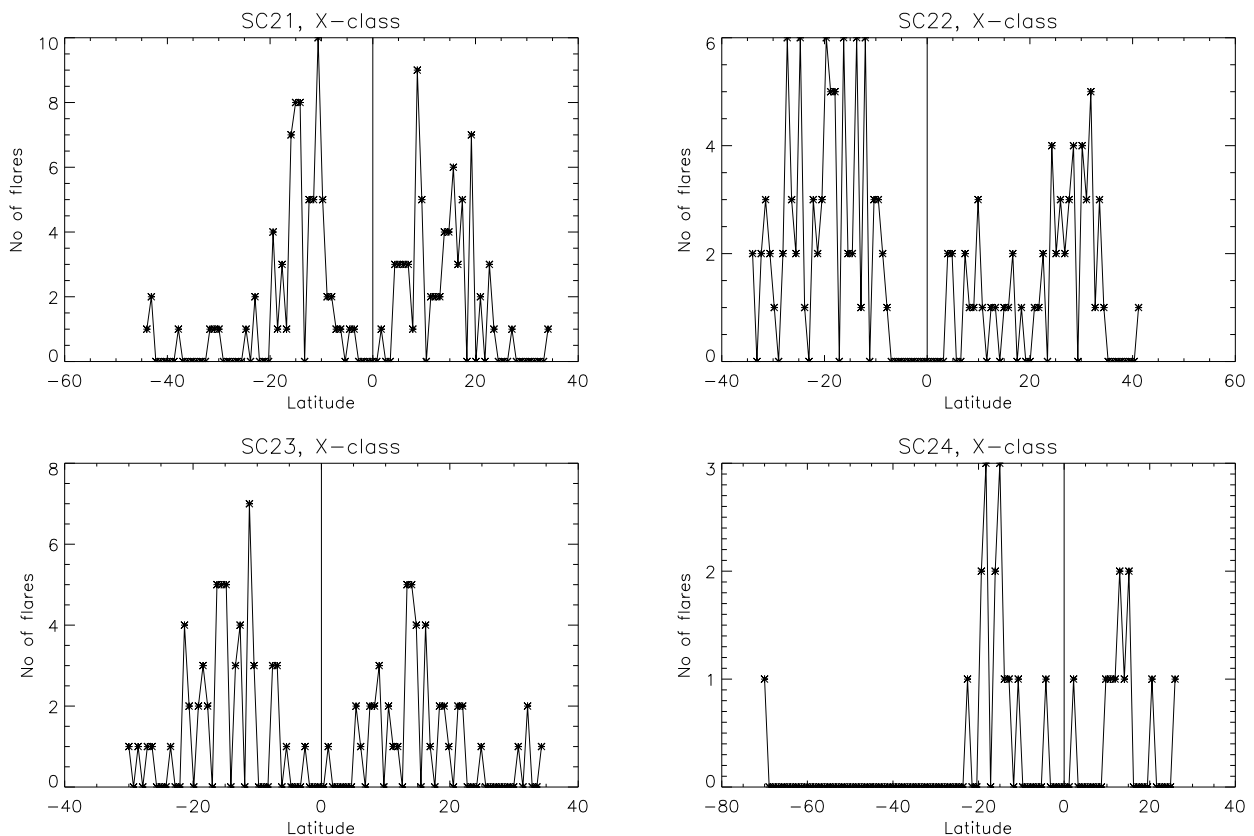 SC21, X-class
10
8
6
4
2
0
No of flares
-60 -40 -20 0 20 40
Latitude
SC22, X-class
6
4
2
0
No of flares
-40 -20 0 20 40 60
Latitude
SC23, X-class
8
6
4
2
0
No of flares
-40 -20 0 20 40
Latitude
SC24, X-class
3
2
1
0
No of flares
-80 -60 -40 -20 0 20 40
Latitude